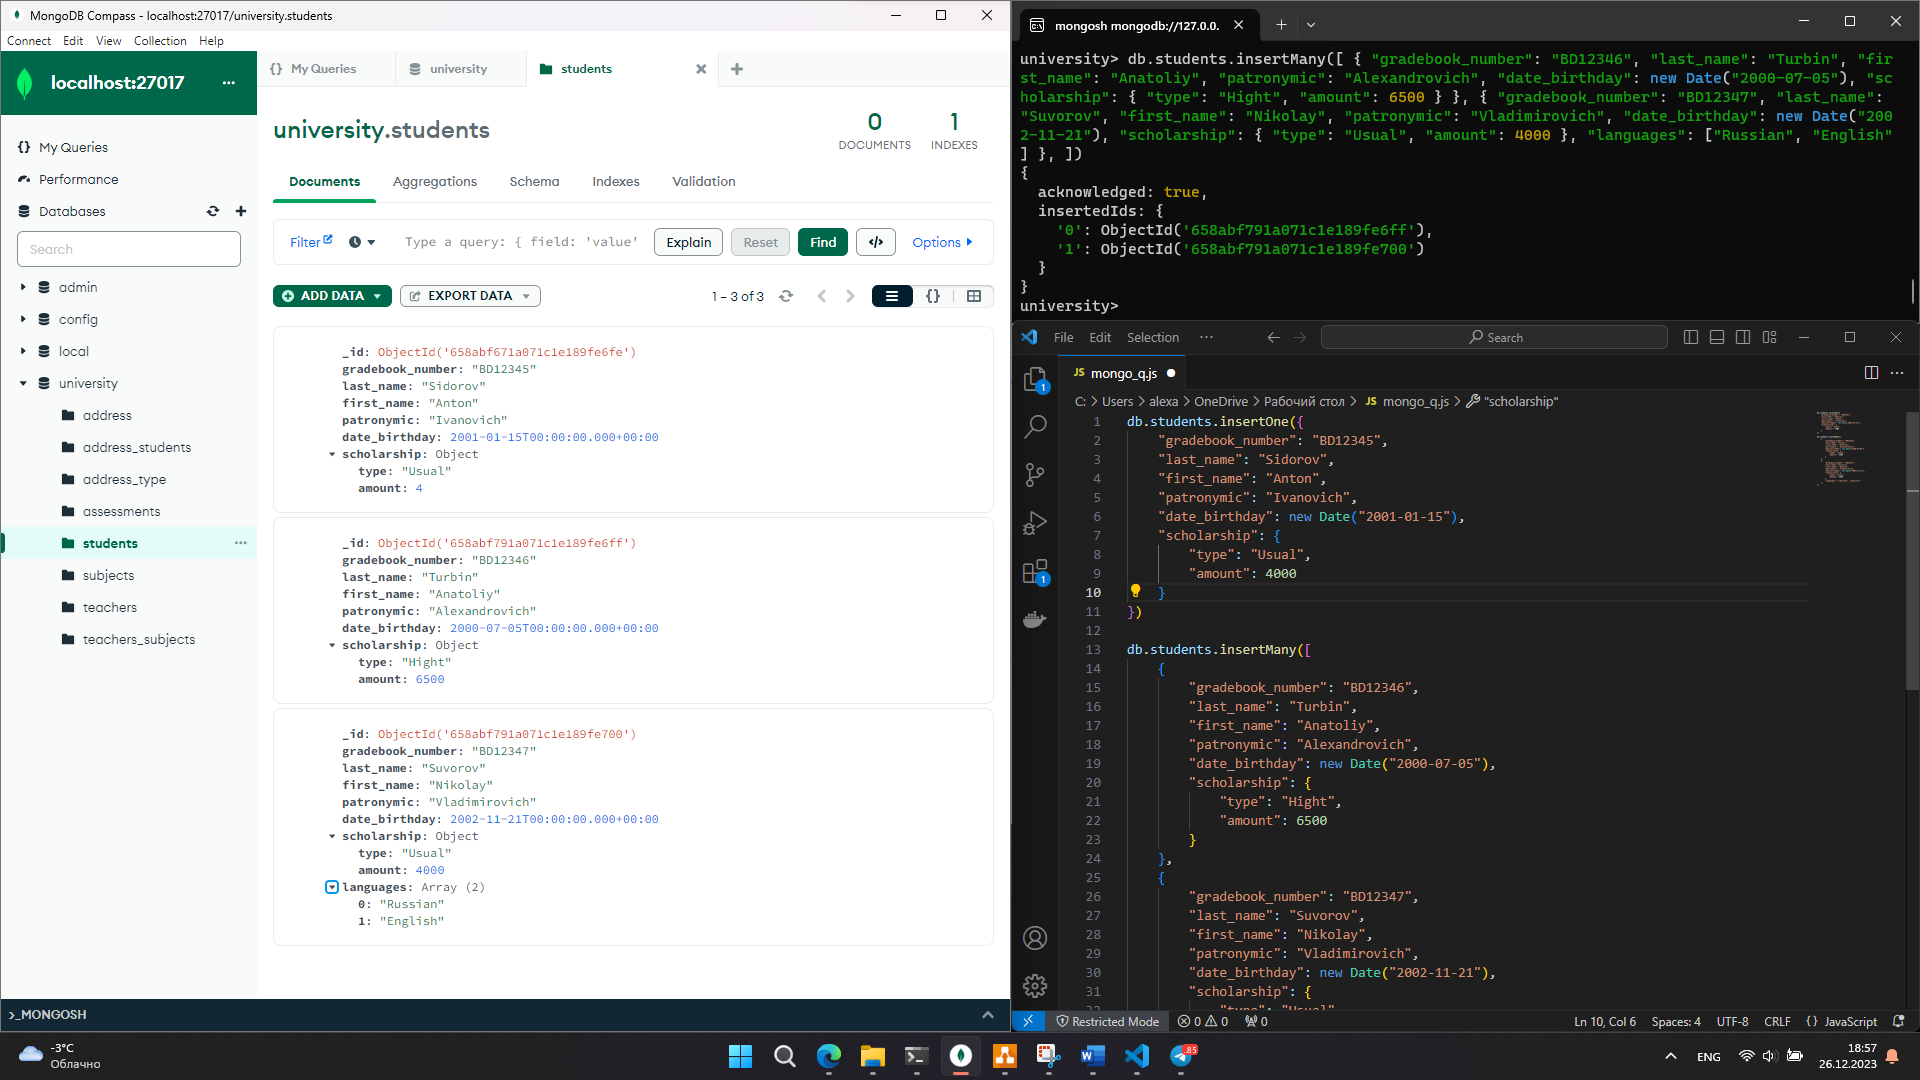 MongoDB Compass - localhost:27017/university.students
Connect Edit View Collection Help
localhost:27017
My Queries
Performance
Databases
Search
admin
config
local
university
address
address_students
address_type
assessments
students
subjects
teachers
teachers_subjects
My Queries
university
students
university.students
0
DOCUMENTS
1
INDEXES
Documents Aggregations Schema Indexes Validation
Filter
Type a query: { field: 'value'
Explain Reset Find </> Options
ADD DATA
EXPORT DATA
1 – 3 of 3
_id: ObjectId('658abf671a071c1e189fe6fe')
gradebook_number: "BD12345"
last_name: "Sidorov"
first_name: "Anton"
patronymic: "Ivanovich"
date_birthday: 2001-01-15T00:00:00.000+00:00
scholarship: Object
type: "Usual"
amount: 4
_id: ObjectId('658abf791a071c1e189fe6ff')
gradebook_number: "BD12346"
last_name: "Turbin"
first_name: "Anatoliy"
patronymic: "Alexandrovich"
date_birthday: 2000-07-05T00:00:00.000+00:00
scholarship: Object
type: "Hight"
amount: 6500
_id: ObjectId('658abf791a071c1e189fe700')
gradebook_number: "BD12347"
last_name: "Suvorov"
first_name: "Nikolay"
patronymic: "Vladimirovich"
date_birthday: 2002-11-21T00:00:00.000+00:00
scholarship: Object
type: "Usual"
amount: 4000
languages: Array (2)
0: "Russian"
1: "English"
>_MONGOSH
mongosh mongodb://127.0.0.
university> db.students.insertMany([ { "gradebook_number": "BD12346", "last_name": "Turbin", "fir
st_name": "Anatoliy", "patronymic": "Alexandrovich", "date_birthday": new Date("2000-07-05"), "sc
holarship": { "type": "Hight", "amount": 6500 } }, { "gradebook_number": "BD12347", "last_name":
"Suvorov", "first_name": "Nikolay", "patronymic": "Vladimirovich", "date_birthday": new Date("200
2-11-21"), "scholarship": { "type": "Usual", "amount": 4000 }, "languages": ["Russian", "English"
] }, ])
{
acknowledged: true,
insertedIds: {
'0': ObjectId('658abf791a071c1e189fe6ff'),
'1': ObjectId('658abf791a071c1e189fe700')
}
}
university>
File Edit Selection ··· Search
JS mongo_q.js
C: > Users > alexa > OneDrive > Рабочий стол > JS mongo_q.js > "scholarship"
1 db.students.insertOne({
2 "gradebook_number": "BD12345",
3 "last_name": "Sidorov",
4 "first_name": "Anton",
5 "patronymic": "Ivanovich",
6 "date_birthday": new Date("2001-01-15"),
7 "scholarship": {
8 "type": "Usual",
9 "amount": 4000
10 }
11 })
12
13 db.students.insertMany([
14 {
15 "gradebook_number": "BD12346",
16 "last_name": "Turbin",
17 "first_name": "Anatoliy",
18 "patronymic": "Alexandrovich",
19 "date_birthday": new Date("2000-07-05"),
20 "scholarship": {
21 "type": "Hight",
22 "amount": 6500
23 }
24 },
25 {
26 "gradebook_number": "BD12347",
27 "last_name": "Suvorov",
28 "first_name": "Nikolay",
29 "patronymic": "Vladimirovich",
30 "date_birthday": new Date("2002-11-21"),
31 "scholarship": {
1
1
Restricted Mode 0 0 0 Ln 10, Col 6 Spaces: 4 UTF-8 CRLF {} JavaScript
-3°C
Облачно
85
ENG
18:57
26.12.2023